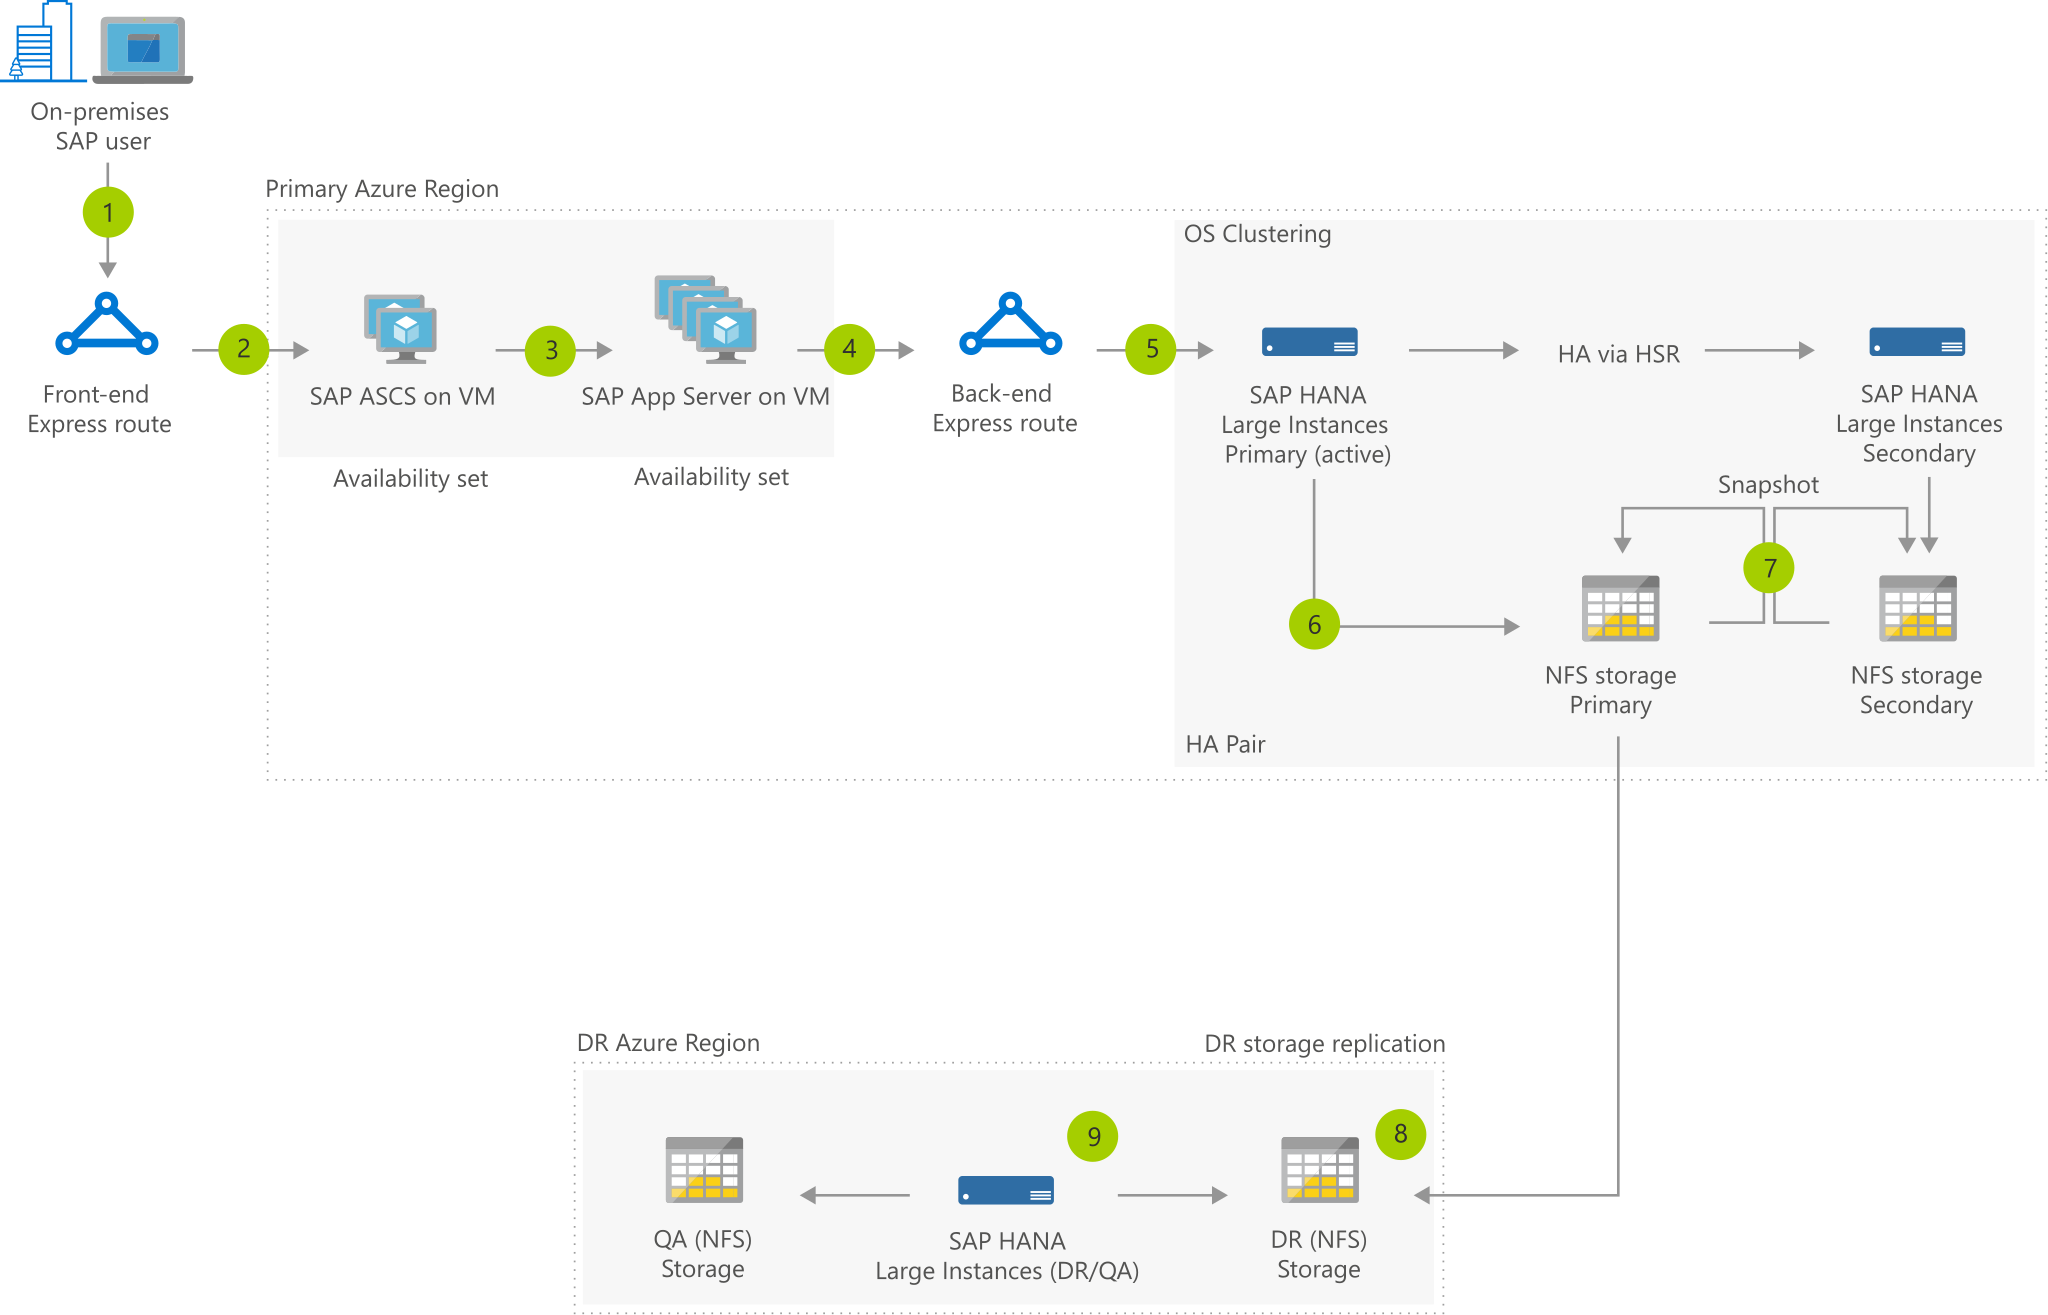 On-premises
SAP user
1
Primary Azure Region
OS Clustering
2
3
4
5
HA via HSR
Front-end
Express route
SAP ASCS on VM
SAP App Server on VM
Back-end
Express route
SAP HANA
Large Instances
Primary (active)
SAP HANA
Large Instances
Secondary
Availability set
Availability set
Snapshot
7
6
NFS storage
Primary
NFS storage
Secondary
HA Pair
DR Azure Region
DR storage replication
9
8
QA (NFS)
Storage
SAP HANA
Large Instances (DR/QA)
DR (NFS)
Storage